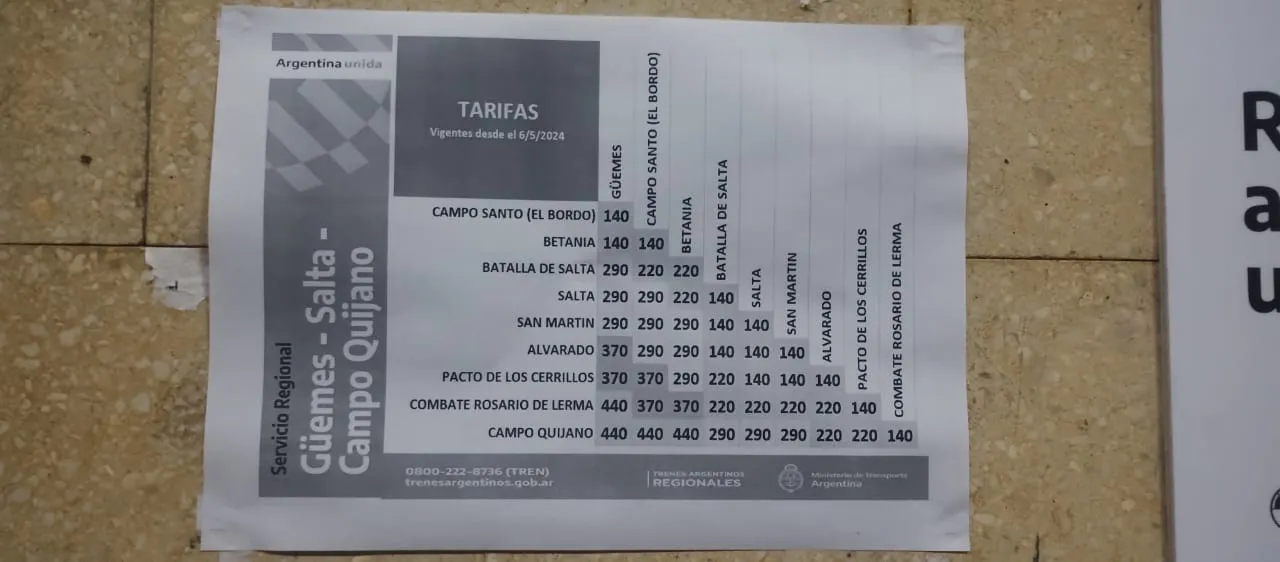 Argentina unida
Servicio Regional
Güemes - Salta -
Campo Quijano
TARIFAS
Vigentes desde el 6/5/2024
GÜEMES
CAMPO SANTO (EL BORDO)
BETANIA
BATALLA DE SALTA
SALTA
SAN MARTIN
ALVARADO
PACTO DE LOS CERRILLOS
COMBATE ROSARIO DE LERMA
CAMPO SANTO (EL BORDO) 140
BETANIA 140 140
BATALLA DE SALTA 290 220 220
SALTA 290 290 220 140
SAN MARTIN 290 290 290 140 140
ALVARADO 370 290 290 140 140 140
PACTO DE LOS CERRILLOS 370 370 290 220 140 140 140
COMBATE ROSARIO DE LERMA 440 370 370 220 220 220 220 140
CAMPO QUIJANO 440 440 440 290 290 290 220 220 140
0800-222-8736 (TREN)
trenesargentinos.gob.ar
TRENES ARGENTINOS
REGIONALES
Ministerio de Transporte
Argentina
R
a
u